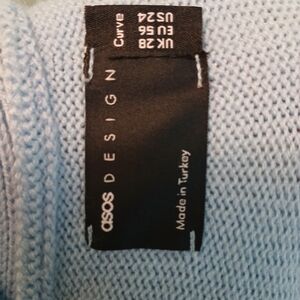 Curve
UK 28
EU 56
US 24
asos DESIGN
Made in Turkey